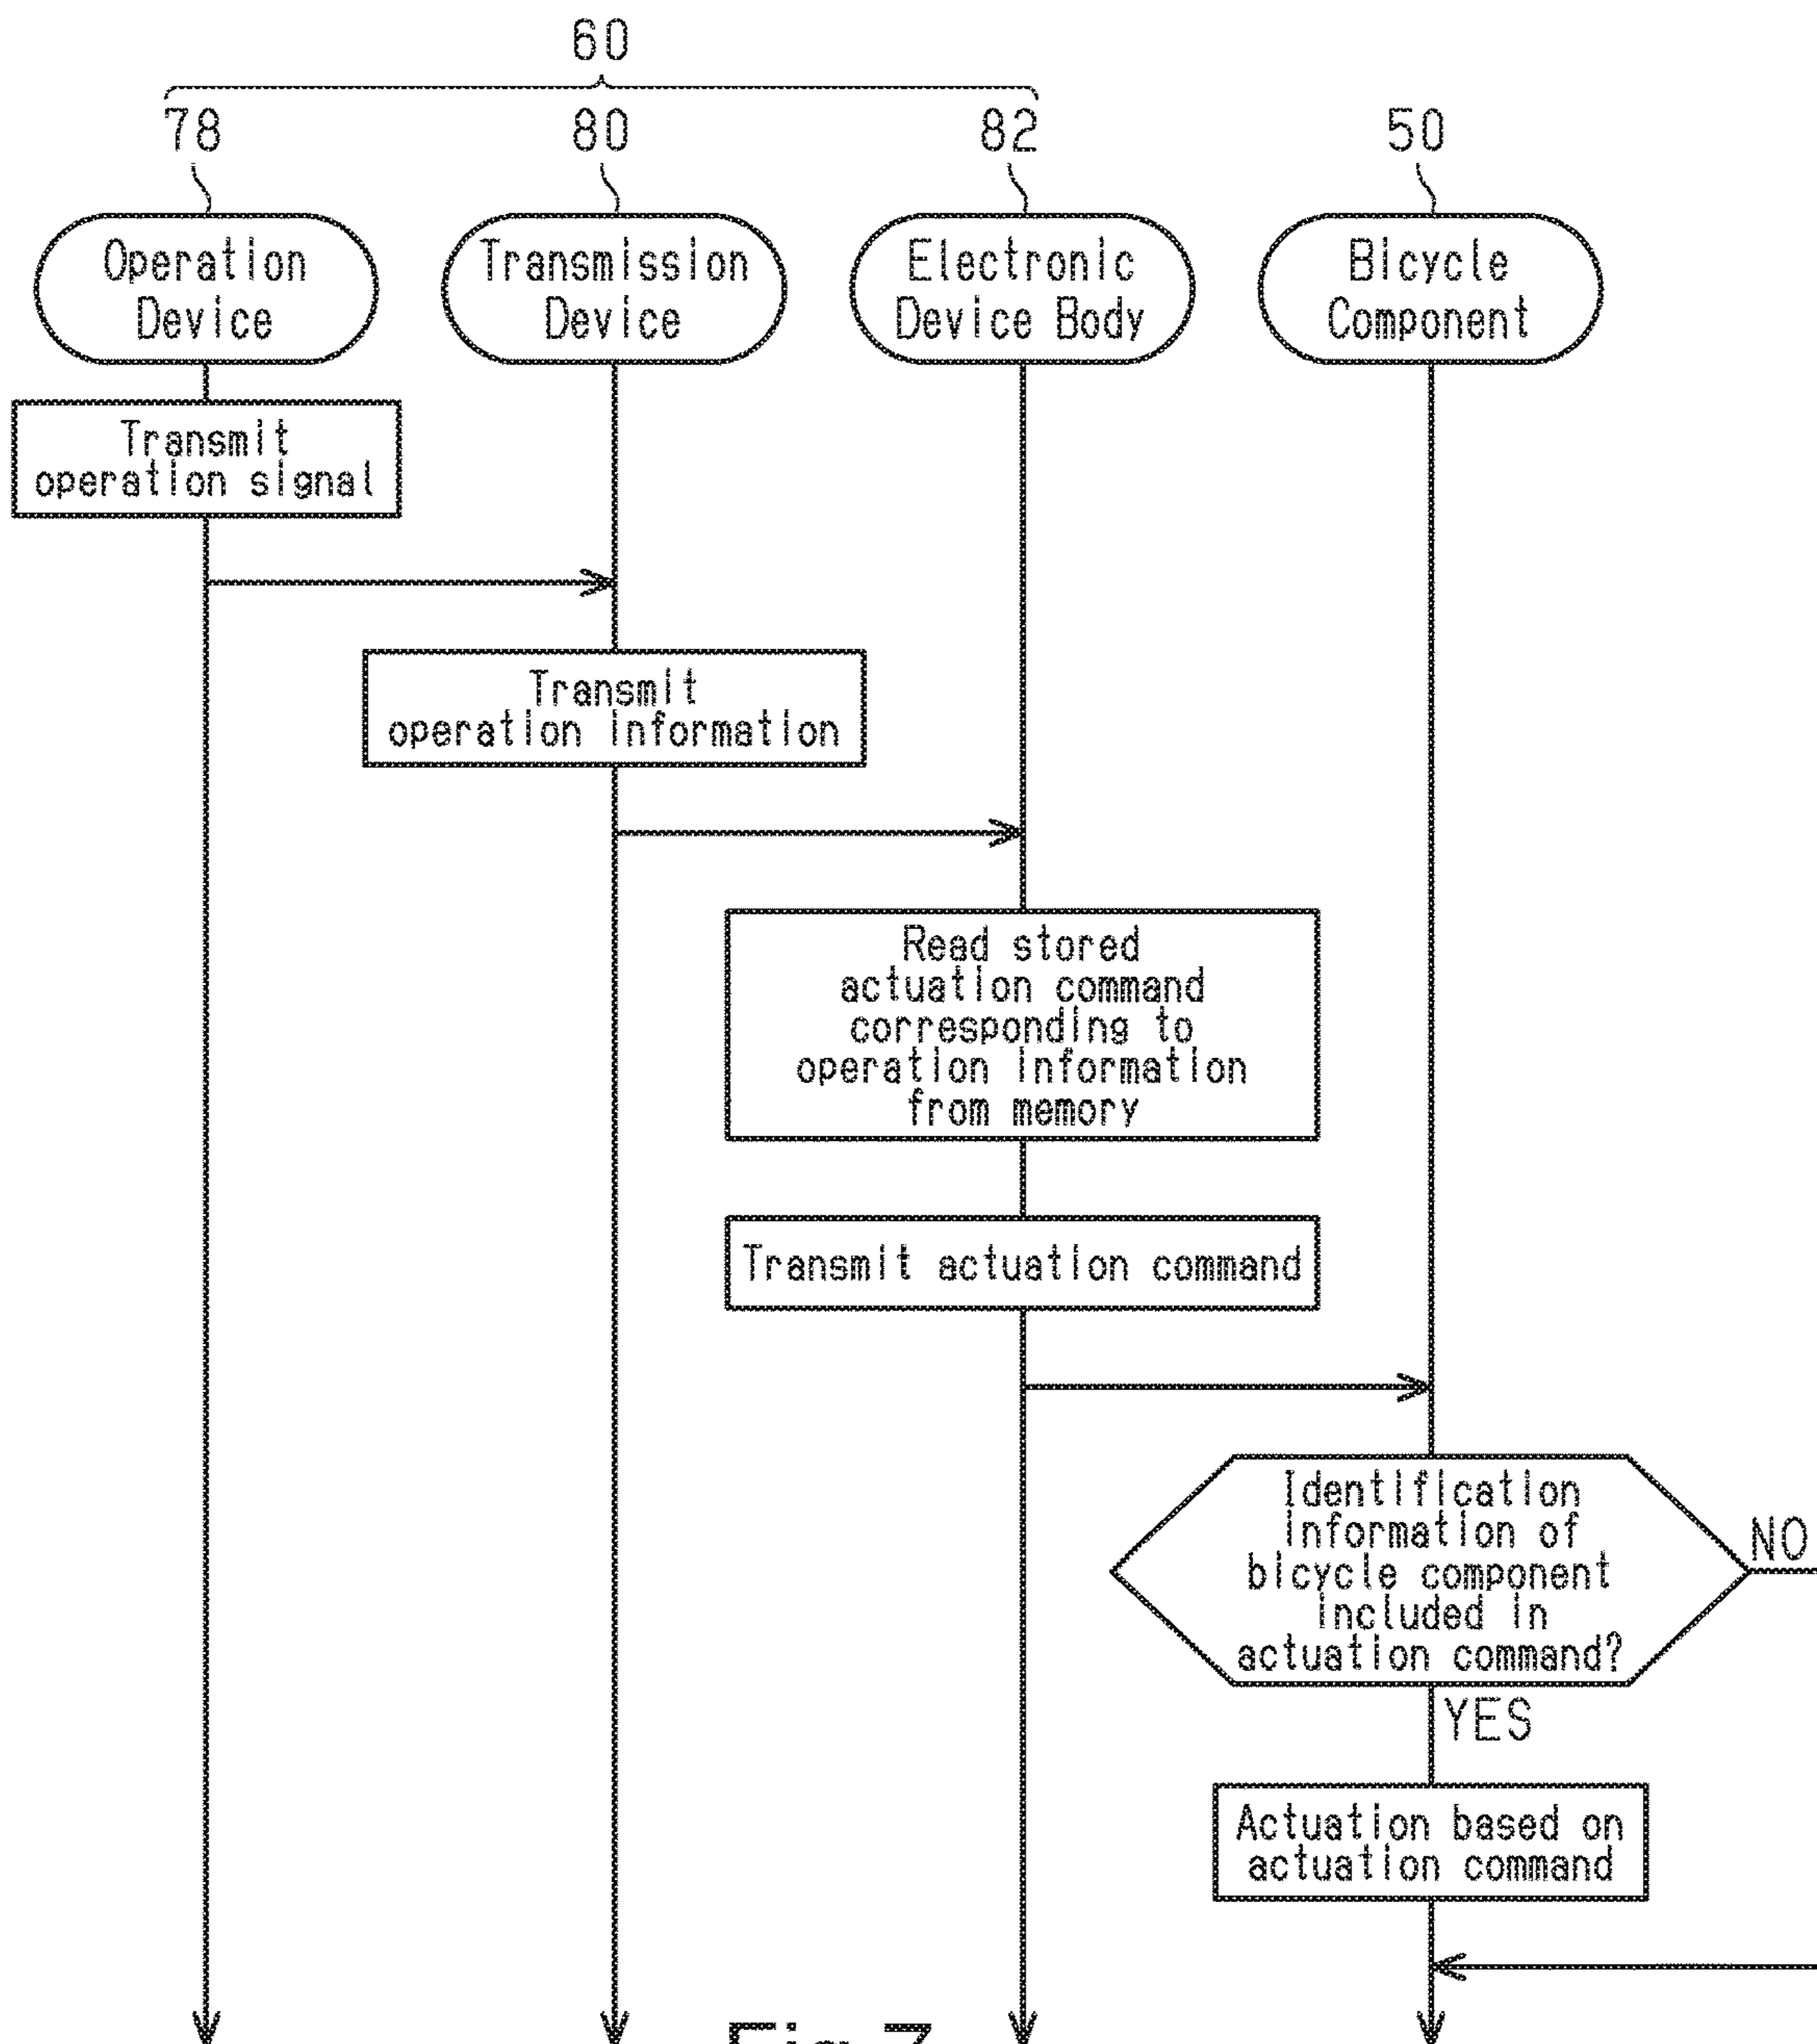 60
78
80
82
50
Operation
Device
Transmission
Device
Electronic
Device Body
Bicycle
Component
Transmit
operation signal
Transmit
operation information
Read stored
actuation command
corresponding to
operation information
from memory
Transmit actuation command
Identification
information of
bicycle component
included in
actuation command?
NO
YES
Actuation based on
actuation command